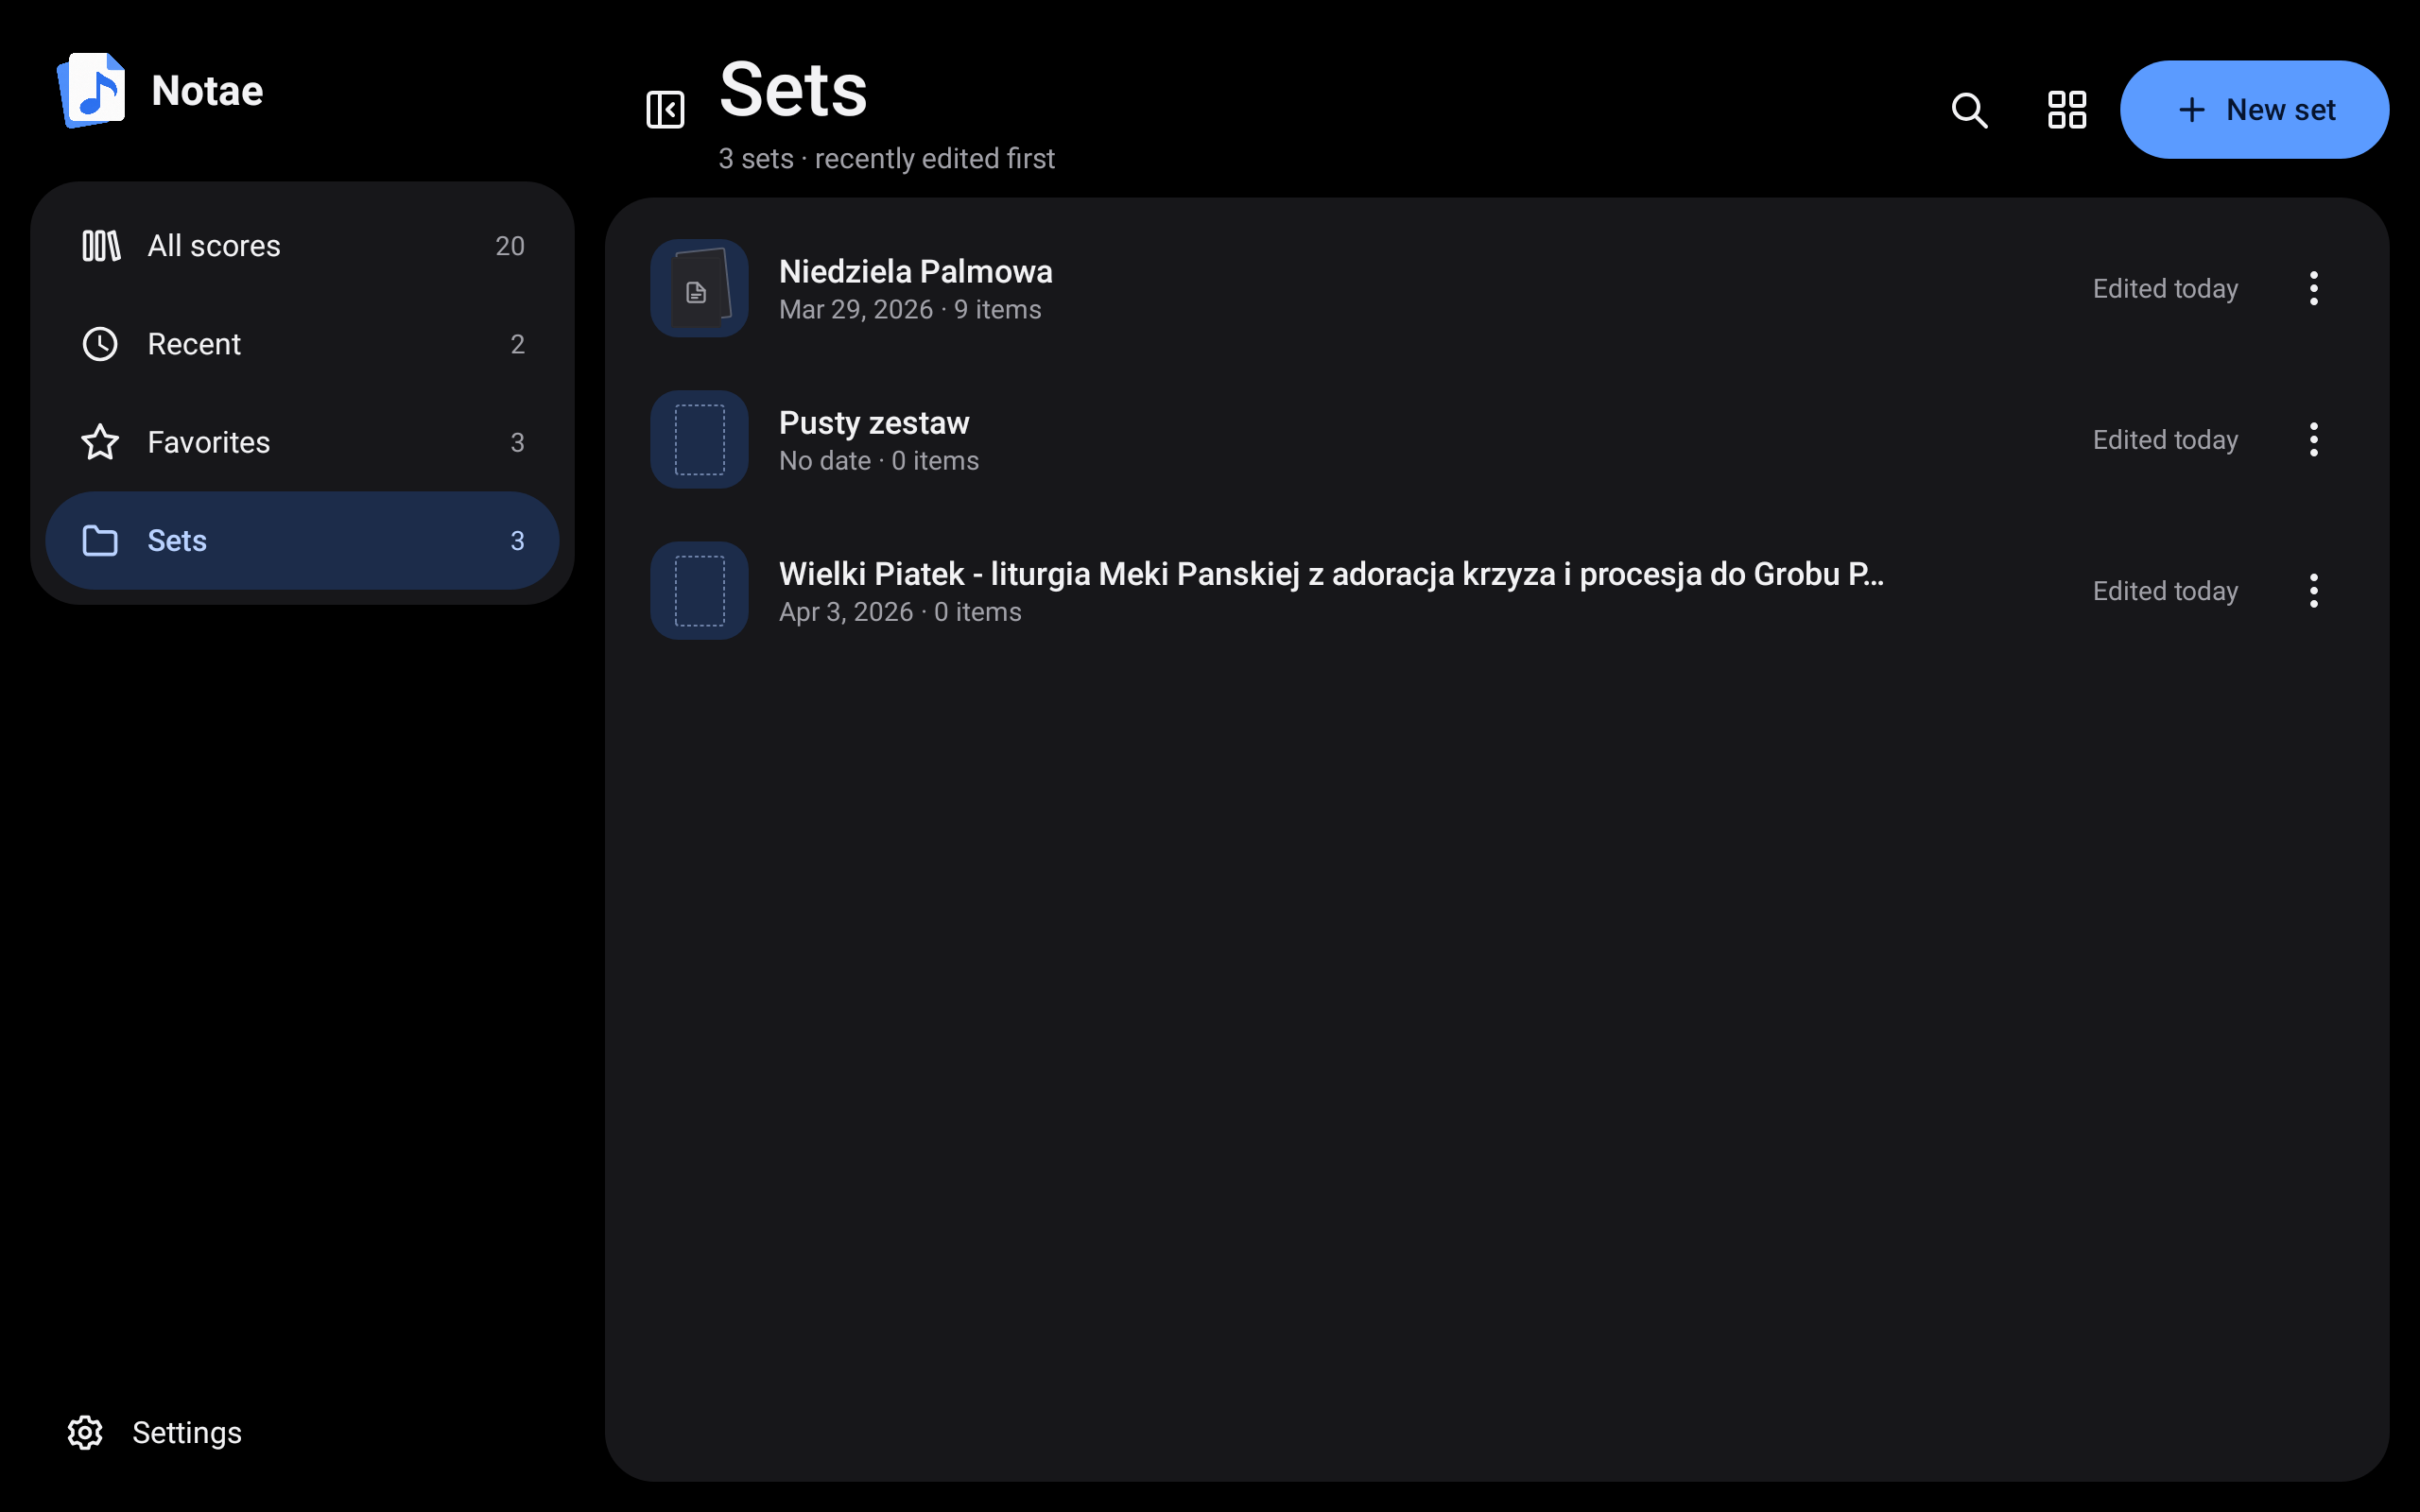 Notae
All scores 20
Recent 2
Favorites 3
Sets 3
Settings
Sets
3 sets · recently edited first
New set
Niedziela Palmowa
Mar 29, 2026 · 9 items
Edited today
Pusty zestaw
No date · 0 items
Edited today
Wielki Piatek - liturgia Meki Panskiej z adoracja krzyza i procesja do Grobu P...
Apr 3, 2026 · 0 items
Edited today